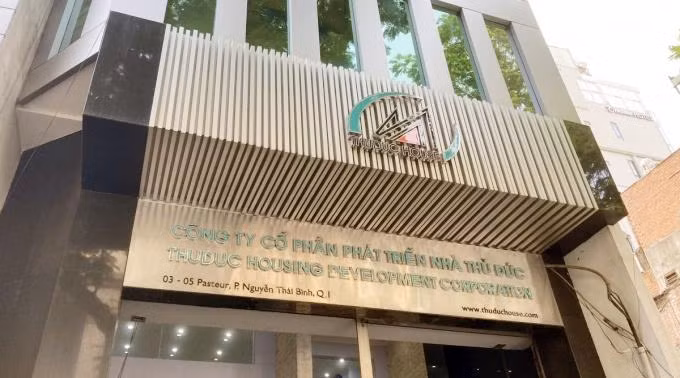 THUDUC HOUSE
CÔNG TY CỔ PHẦN PHÁT TRIỂN NHÀ THỦ ĐỨC
THUDUC HOUSING DEVELOPMENT CORPORATION
03 - 05 Pasteur, P. Nguyễn Thái Bình, Q.1
www.thuduchouse.com